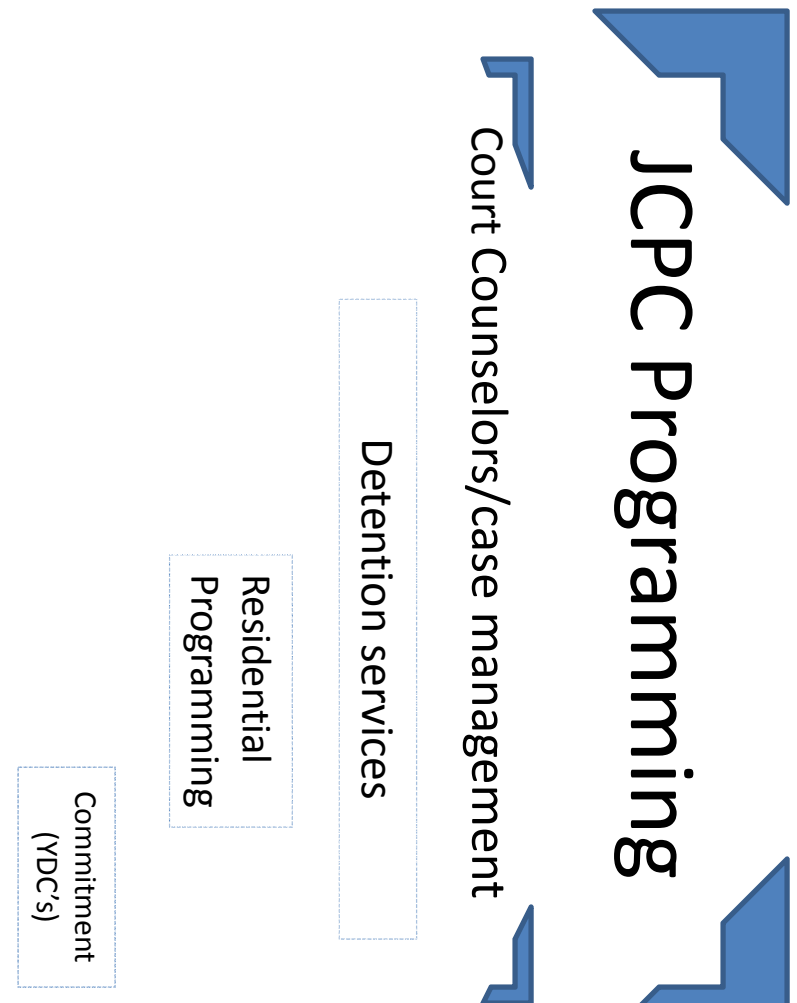 JCPC Programming
Court Counselors/case management
Detention services
Residential
Programming
Commitment
(YDC’s)